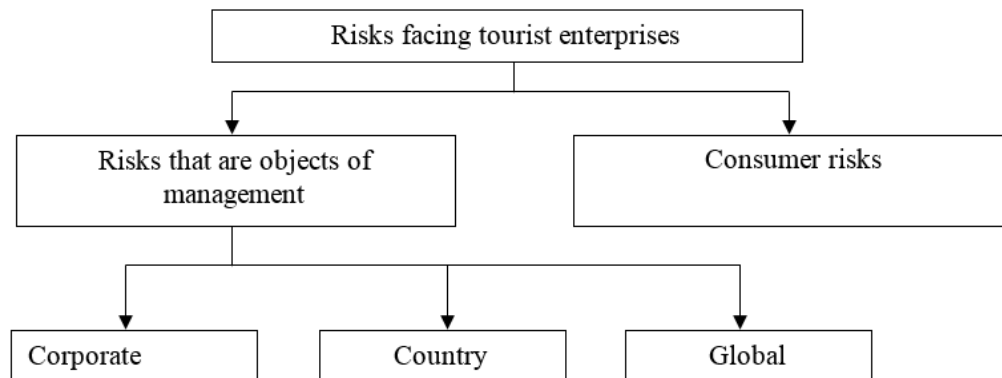 Risks facing tourist enterprises
Risks that are objects of
management
Consumer risks
Corporate
Country
Global